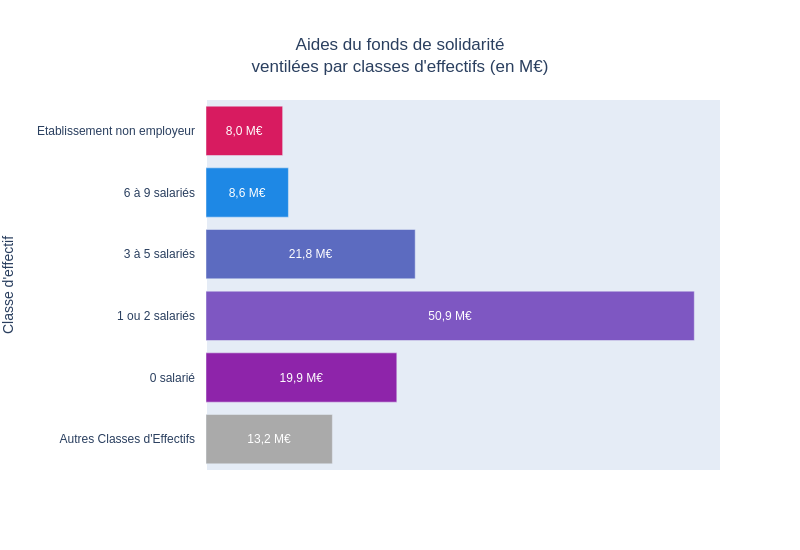 Aides du fonds de solidarité
ventilées par classes d'effectifs (en M€)
Classe d'effectif
Etablissement non employeur
8,0 M€
6 à 9 salariés
8,6 M€
3 à 5 salariés
21,8 M€
1 ou 2 salariés
50,9 M€
0 salarié
19,9 M€
Autres Classes d'Effectifs
13,2 M€